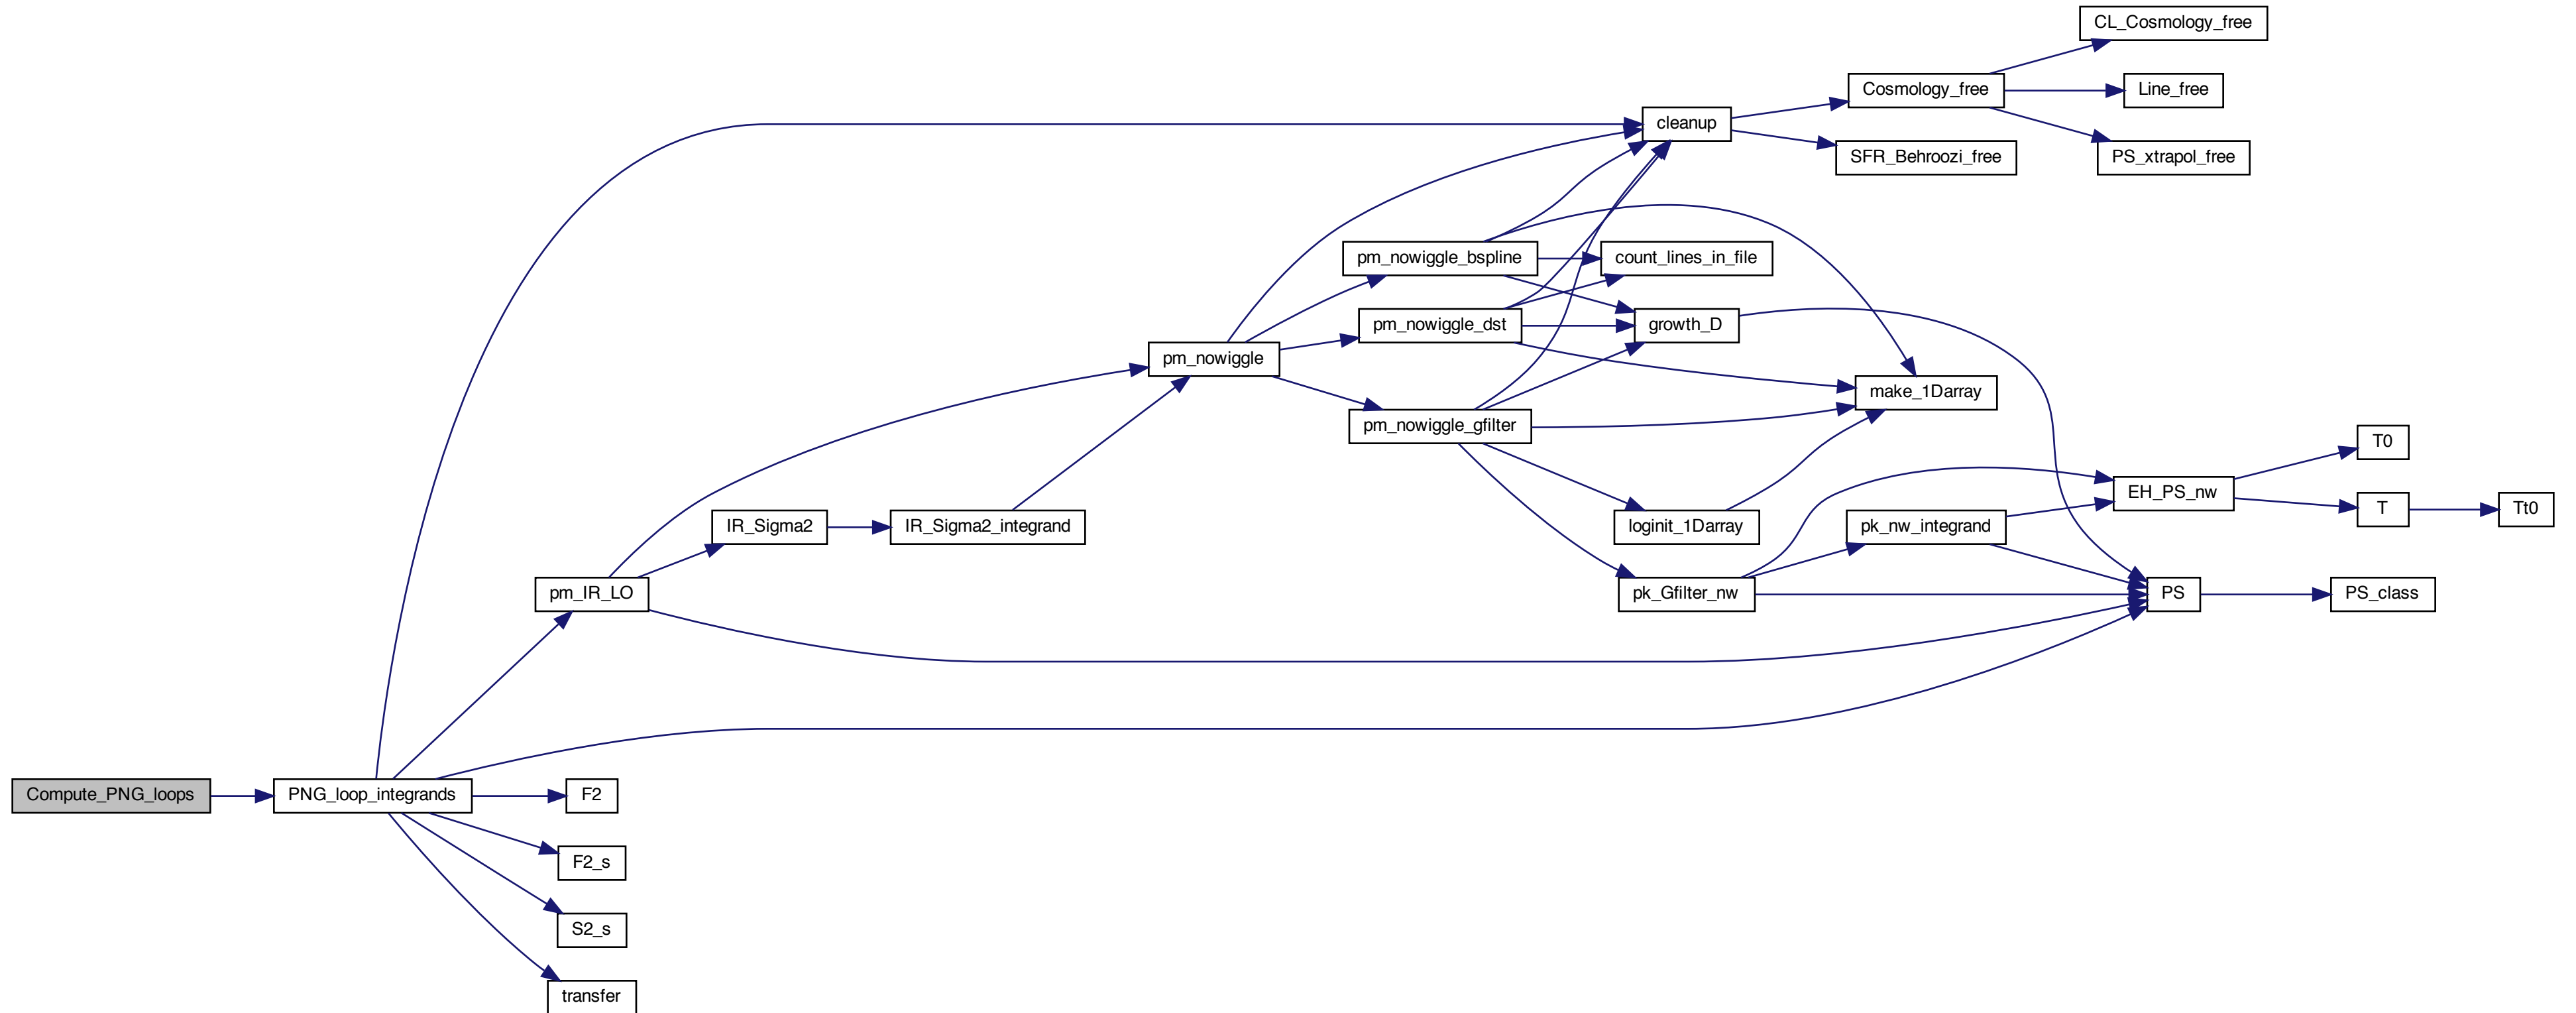 CL_Cosmology_free
Cosmology_free
Line_free
cleanup
SFR_Behroozi_free
PS_xtrapol_free
pm_nowiggle_bspline
count_lines_in_file
pm_nowiggle_dst
growth_D
pm_nowiggle
make_1Darray
pm_nowiggle_gfilter
T0
EH_PS_nw
IR_Sigma2
IR_Sigma2_integrand
loginit_1Darray
pk_nw_integrand
T
Tt0
pm_IR_LO
pk_Gfilter_nw
PS
PS_class
Compute_PNG_loops
PNG_loop_integrands
F2
F2_s
S2_s
transfer